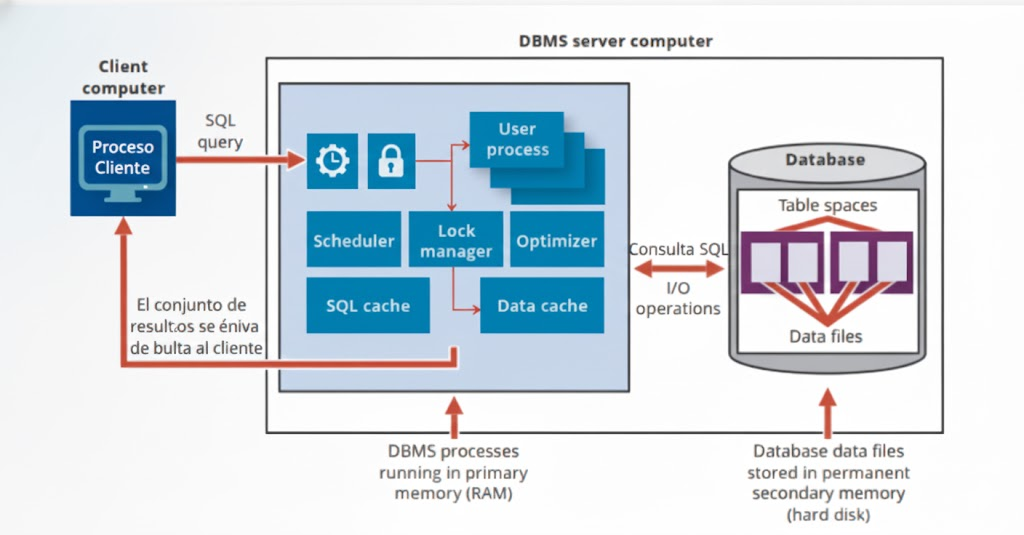 DBMS server computer
Client
computer
SQL
query
Proceso
Cliente
User
process
Scheduler
Lock
manager
Optimizer
SQL cache
Data cache
Consulta SQL
I/O
operations
Database
Table spaces
Data files
El conjunto de
resultos se éniva
de bulta al cliente
DBMS processes
running in primary
memory (RAM)
Database data files
stored in permanent
secondary memory
(hard disk)